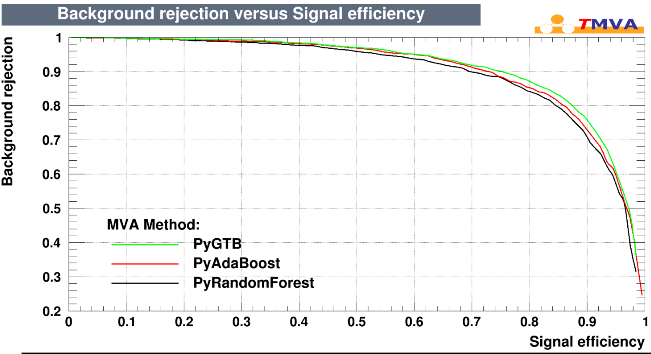 Background rejection versus Signal efficiency
TMVA
Background rejection
1
0.9
0.8
0.7
0.6
0.5
0.4
0.3
0.2
MVA Method:
PyGTB
PyAdaBoost
PyRandomForest
0 0.1 0.2 0.3 0.4 0.5 0.6 0.7 0.8 0.9 1
Signal efficiency